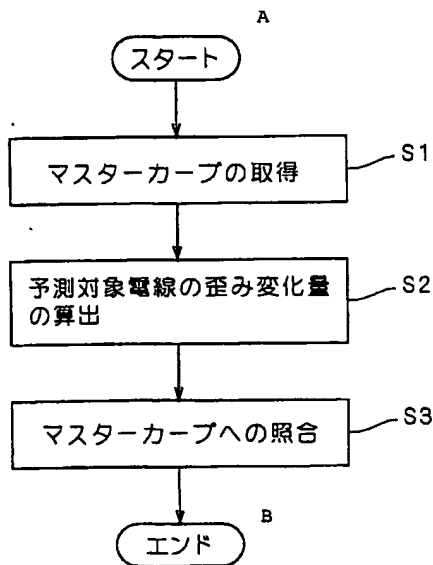 A
スタート
マスターカーブの取得
S1
予測対象電線の歪み変化量
の算出
S2
マスターカーブへの照合
S3
B
エンド